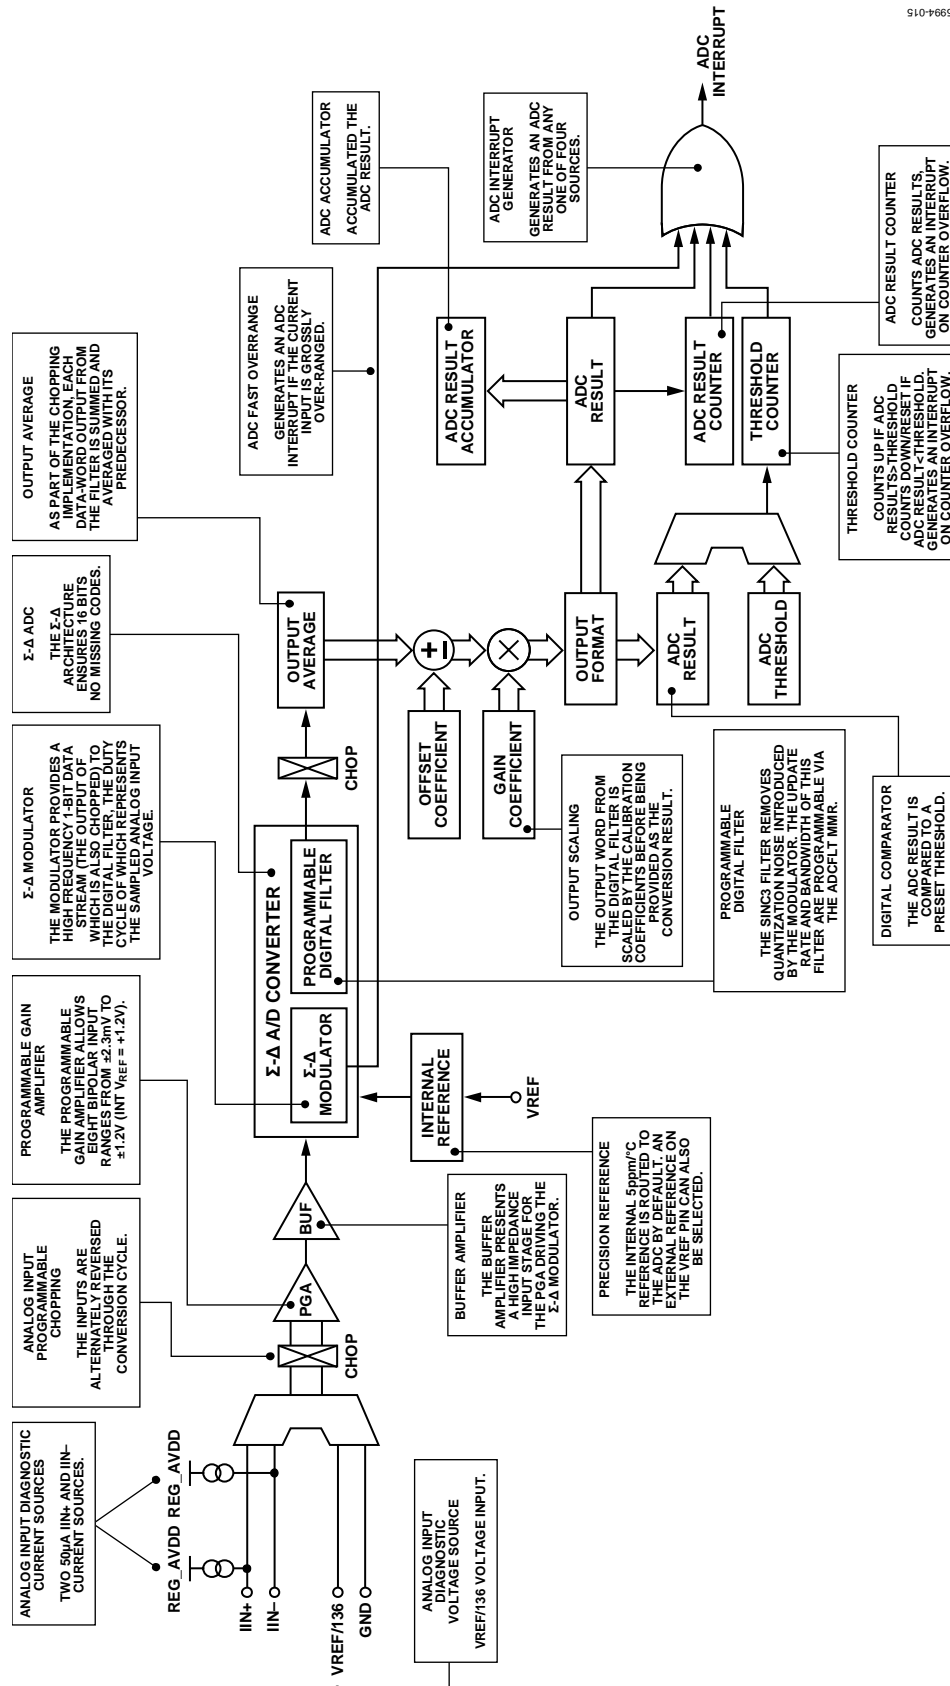 ANALOG INPUT DIAGNOSTIC
CURRENT SOURCES
TWO 50µA IIN+ AND IIN–
CURRENT SOURCES.
ANALOG INPUT
PROGRAMMABLE
CHOPPING
THE INPUTS ARE
ALTERNATELY REVERSED
THROUGH THE
CONVERSION CYCLE.
PROGRAMMABLE GAIN
AMPLIFIER
THE PROGRAMMABLE
GAIN AMPLIFIER ALLOWS
EIGHT BIPOLAR INPUT
RANGES FROM ±2.3mV TO
±1.2V (INT VREF = +1.2V).
Σ-Δ MODULATOR
THE MODULATOR PROVIDES A
HIGH FREQUENCY 1-BIT DATA
STREAM (THE OUTPUT OF
WHICH IS ALSO CHOPPED) TO
THE DIGITAL FILTER, THE DUTY
CYCLE OF WHICH REPRESENTS
THE SAMPLED ANALOG INPUT
VOLTAGE.
Σ-Δ ADC
THE Σ-Δ
ARCHITECTURE
ENSURES 16 BITS
NO MISSING CODES.
OUTPUT AVERAGE
AS PART OF THE CHOPPING
IMPLEMENTATION, EACH
DATA-WORD OUTPUT FROM
THE FILTER IS SUMMED AND
AVERAGED WITH ITS
PREDECESSOR.
REG_AVDD
REG_AVDD
IIN+
IIN–
VREF/136
GND
CHOP
PGA
BUF
Σ-Δ A/D CONVERTER
Σ-Δ
MODULATOR
PROGRAMMABLE
DIGITAL FILTER
CHOP
OUTPUT
AVERAGE
ADC FAST OVERRANGE
GENERATES AN ADC
INTERRUPT IF THE CURRENT
INPUT IS GROSSLY
OVER-RANGED.
ADC ACCUMULATOR
ACCUMULATED THE
ADC RESULT.
ANALOG INPUT
DIAGNOSTIC
VOLTAGE SOURCE
VREF/136 VOLTAGE INPUT.
BUFFER AMPLIFIER
THE BUFFER
AMPLIFIER PRESENTS
A HIGH IMPEDANCE
INPUT STAGE FOR
THE PGA DRIVING THE
Σ-Δ MODULATOR.
INTERNAL
REFERENCE
VREF
OFFSET
COEFFICIENT
GAIN
COEFFICIENT
OUTPUT
FORMAT
ADC RESULT
ACCUMULATOR
ADC
RESULT
ADC INTERRUPT
GENERATOR
GENERATES AN ADC
RESULT FROM ANY
ONE OF FOUR
SOURCES.
PRECISION REFERENCE
THE INTERNAL 5ppm/°C
REFERENCE IS ROUTED TO
THE ADC BY DEFAULT. AN
EXTERNAL REFERENCE ON
THE VREF PIN CAN ALSO
BE SELECTED.
OUTPUT SCALING
THE OUTPUT WORD FROM
THE DIGITAL FILTER IS
SCALED BY THE CALIBRATION
COEFFICIENTS BEFORE BEING
PROVIDED AS THE
CONVERSION RESULT.
ADC
RESULT
ADC
THRESHOLD
ADC RESULT
COUNTER
THRESHOLD
COUNTER
ADC
INTERRUPT
PROGRAMMABLE
DIGITAL FILTER
THE SINC3 FILTER REMOVES
QUANTIZATION NOISE INTRODUCED
BY THE MODULATOR. THE UPDATE
RATE AND BANDWIDTH OF THIS
FILTER ARE PROGRAMMABLE VIA
THE ADCFLT MMR.
DIGITAL COMPARATOR
THE ADC RESULT IS
COMPARED TO A
PRESET THRESHOLD.
THRESHOLD COUNTER
COUNTS UP IF ADC
RESULTS>THRESHOLD
COUNTS DOWN/RESET IF
ADC RESULT<THRESHOLD.
GENERATES AN INTERRUPT
ON COUNTER OVERFLOW.
ADC RESULT COUNTER
COUNTS ADC RESULTS,
GENERATES AN INTERRUPT
ON COUNTER OVERFLOW.